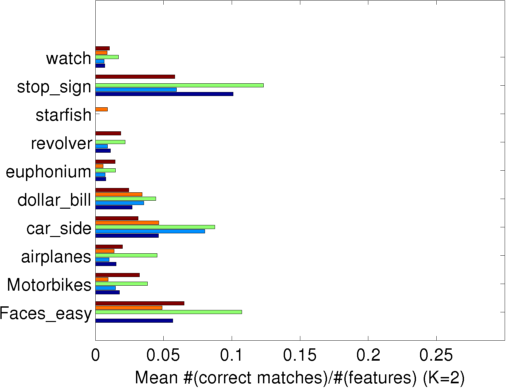 watch
stop_sign
starfish
revolver
euphonium
dollar_bill
car_side
airplanes
Motorbikes
Faces_easy
0 0.05 0.1 0.15 0.2 0.25
Mean #(correct matches)/#(features) (K=2)